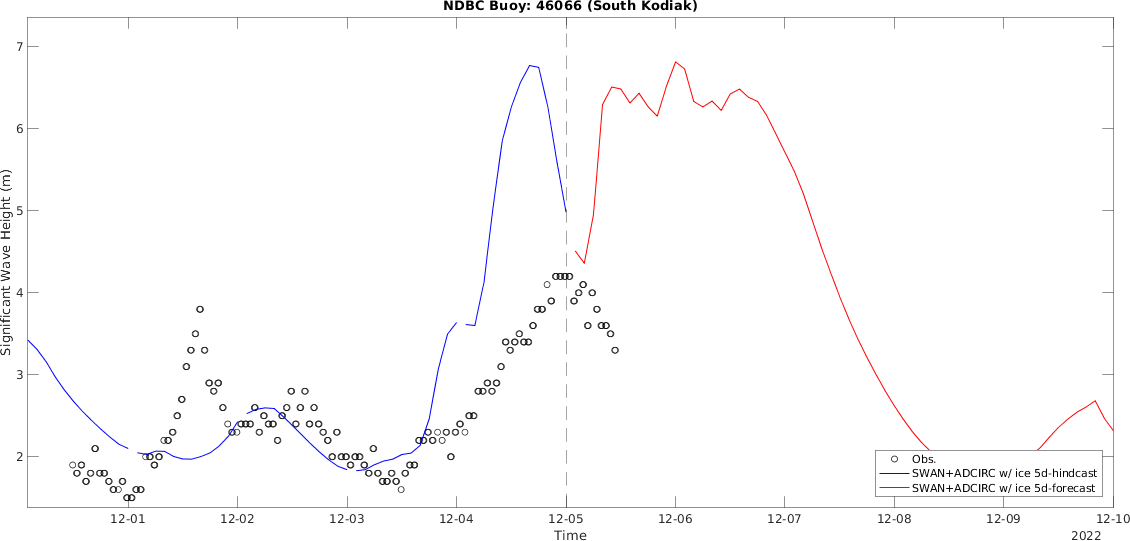 NDBC Buoy: 46066 (South Kodiak)
7
6
5
4
3
2
Significant Wave Height (m)
Obs.
SWAN+ADCIRC w/ ice 5d-hindcast
SWAN+ADCIRC w/ ice 5d-forecast
12-01 12-02 12-03 12-04 12-05 12-06 12-07 12-08 12-09 12-10
Time
2022